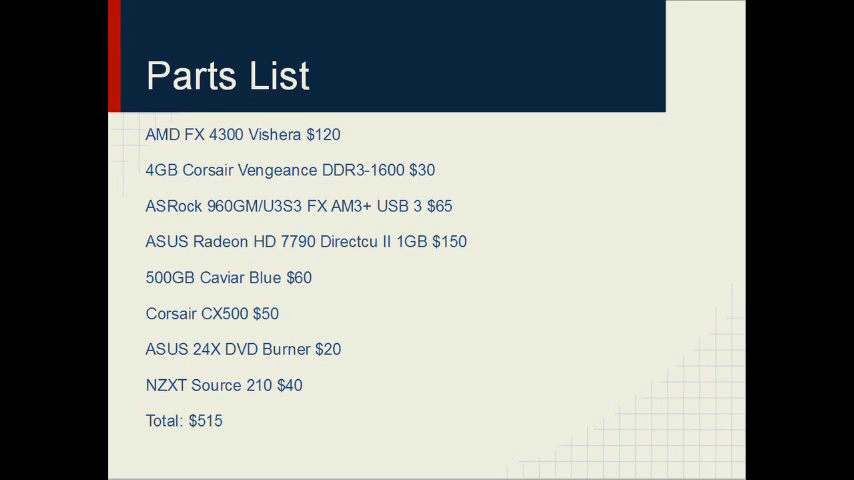 Parts List
AMD FX 4300 Vishera $120
4GB Corsair Vengeance DDR3-1600 $30
ASRock 960GM/U3S3 FX AM3+ USB 3 $65
ASUS Radeon HD 7790 Directcu II 1GB $150
500GB Caviar Blue $60
Corsair CX500 $50
ASUS 24X DVD Burner $20
NZXT Source 210 $40
Total: $515